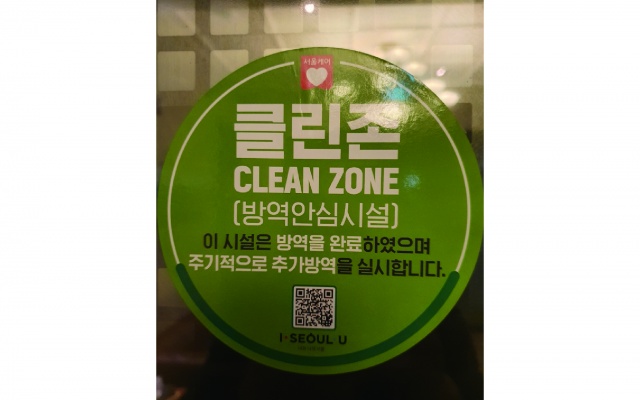 서울케어
클린존
CLEAN ZONE
(방역안심시설)
이 시설은 방역을 완료하였으며
주기적으로 추가방역을 실시합니다.
I·SEOUL·U